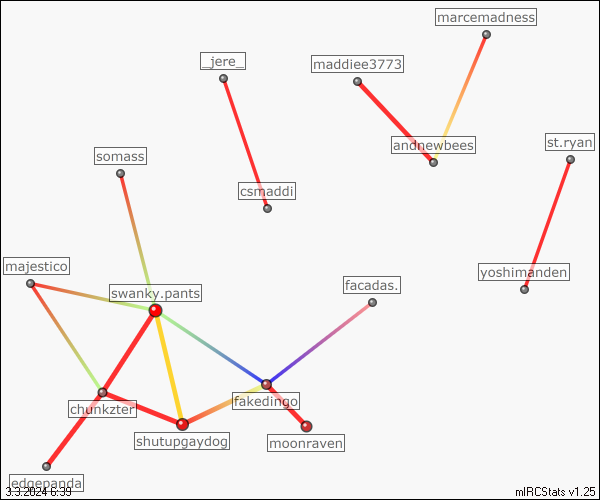 marcemadness
_jere_
maddiee3773
andnewbees
st.ryan
somass
csmaddi
majestico
yoshimanden
swanky.pants
facadas.
chunkzter
fakedingo
shutupgaydog
moonraven
edgepanda
3.3.2024 6:39
mIRCStats v1.25